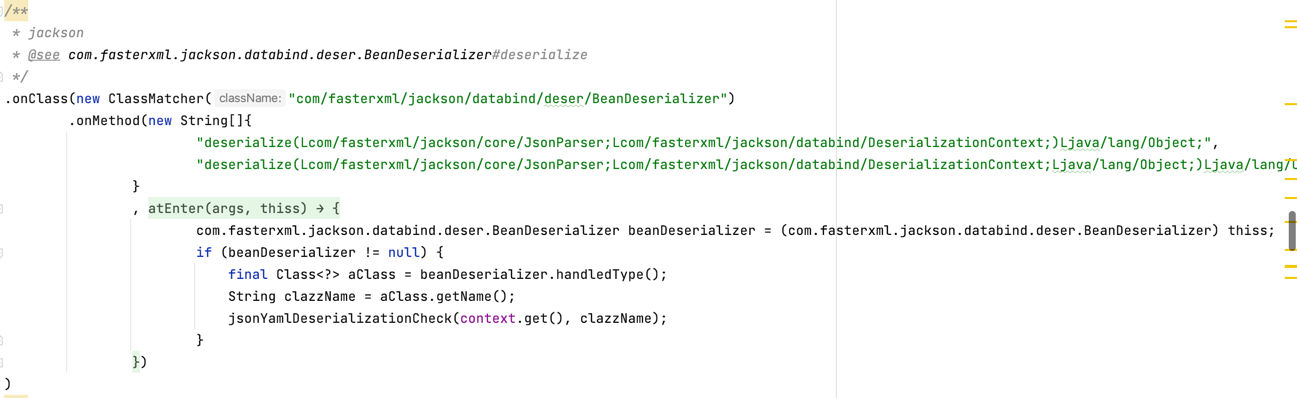 /**
 * jackson
 * @see com.fasterxml.jackson.databind.deser.BeanDeserializer#deserialize
 */
.onClass(new ClassMatcher( className: "com/fasterxml/jackson/databind/deser/BeanDeserializer")
.onMethod(new String[]{
"deserialize(Lcom/fasterxml/jackson/core/JsonParser;Lcom/fasterxml/jackson/databind/DeserializationContext;)Ljava/lang/Object;",
"deserialize(Lcom/fasterxml/jackson/core/JsonParser;Lcom/fasterxml/jackson/databind/DeserializationContext;Ljava/lang/Object;)Ljava/lang/
}
, atEnter(args, thiss) → {
com.fasterxml.jackson.databind.deser.BeanDeserializer beanDeserializer = (com.fasterxml.jackson.databind.deser.BeanDeserializer) thiss;
if (beanDeserializer != null) {
final Class<?> aClass = beanDeserializer.handledType();
String clazzName = aClass.getName();
jsonYamlDeserializationCheck(context.get(), clazzName);
}
})
)